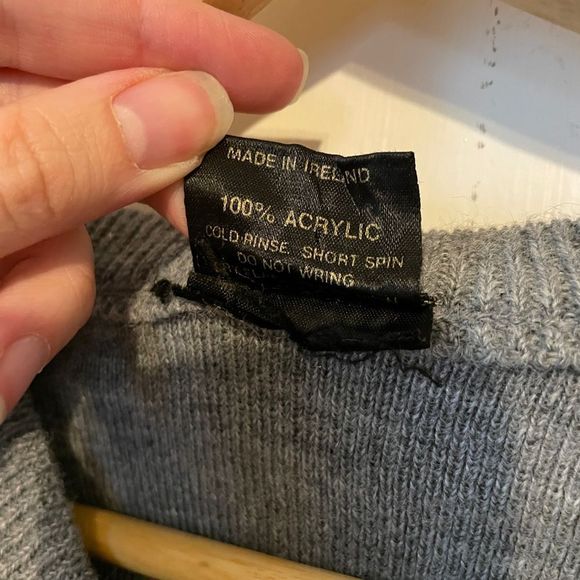 MADE IN IRELAND
100% ACRYLIC
COLD RINSE SHORT SPIN
DO NOT WRING